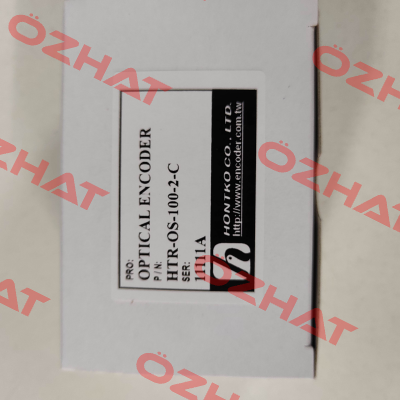 PRO: OPTICAL ENCODER
P / N: HTR-OS-100-2-C
SER: 1111A
HONTKO CO., LTD.
http://www.encoder.com.tw
ÖZHAT
ÖZHAT
ÖZHAT
ÖZHAT
ÖZHAT